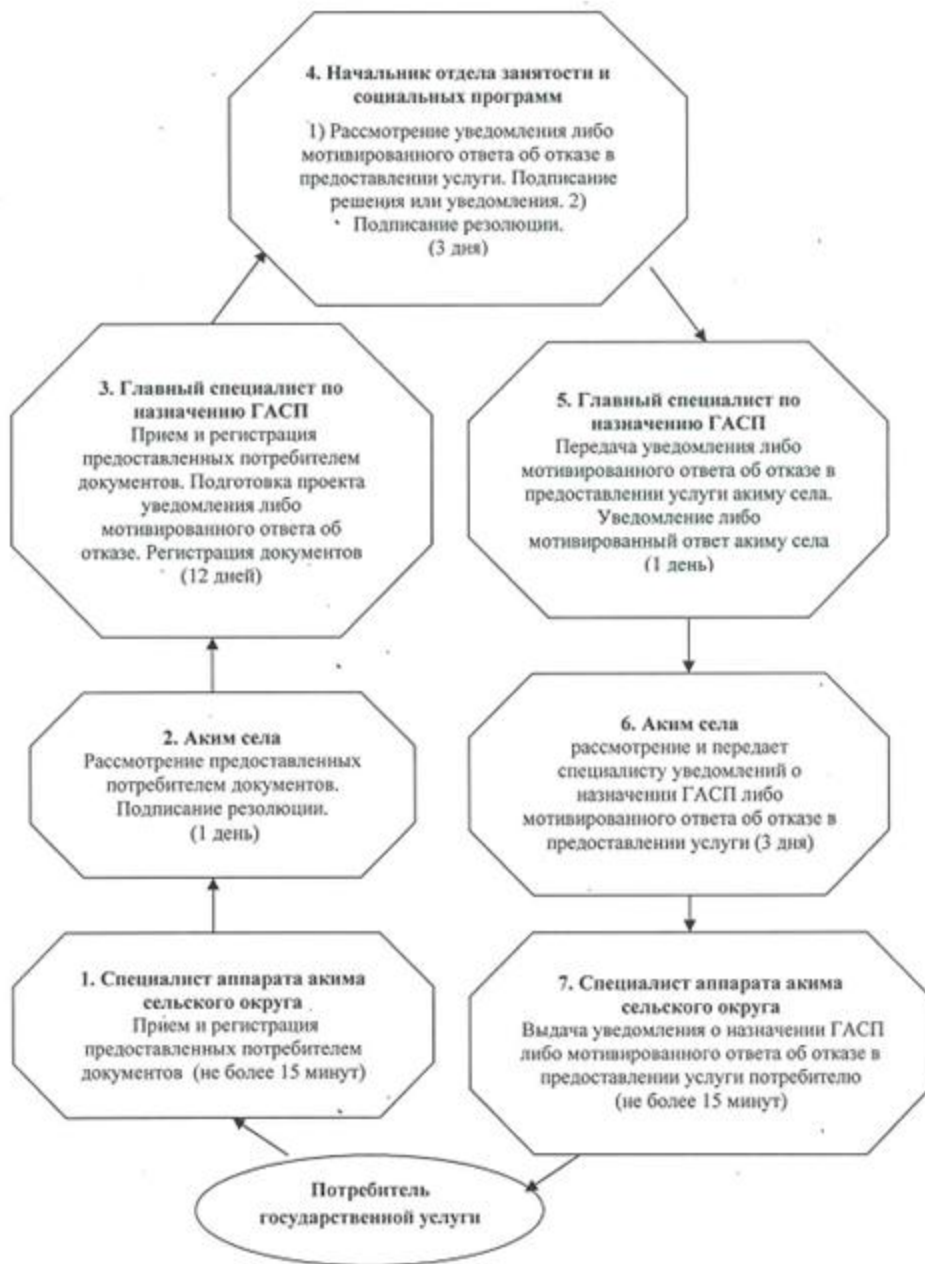 4. Начальник отдела занятости и
социальных программ
1) Рассмотрение уведомления либо
мотивированного ответа об отказе в
предоставлении услуги. Подписание
решения или уведомления. 2)
Подписание резолюции.
(3 дня)
3. Главный специалист по
назначению ГАСП
Прием и регистрация
предоставленных потребителем
документов. Подготовка проекта
уведомления либо
мотивированного ответа об
отказе. Регистрация документов
(12 дней)
5. Главный специалист по
назначению ГАСП
Передача уведомления либо
мотивированного ответа об отказе в
предоставлении услуги акиму села.
Уведомление либо
мотивированный ответ акиму села
(1 день)
2. Аким села
Рассмотрение предоставленных
потребителем документов.
Подписание резолюции.
(1 день)
6. Аким села
рассмотрение и передает
специалисту уведомлений о
назначении ГАСП либо
мотивированного ответа об отказе в
предоставлении услуги (3 дня)
1. Специалист аппарата акима
сельского округа
Прием и регистрация
предоставленных потребителем
документов (не более 15 минут)
7. Специалист аппарата акима
сельского округа
Выдача уведомления о назначении ГАСП
либо мотивированного ответа об отказе в
предоставлении услуги потребителю
(не более 15 минут)
Потребитель
государственной услуги